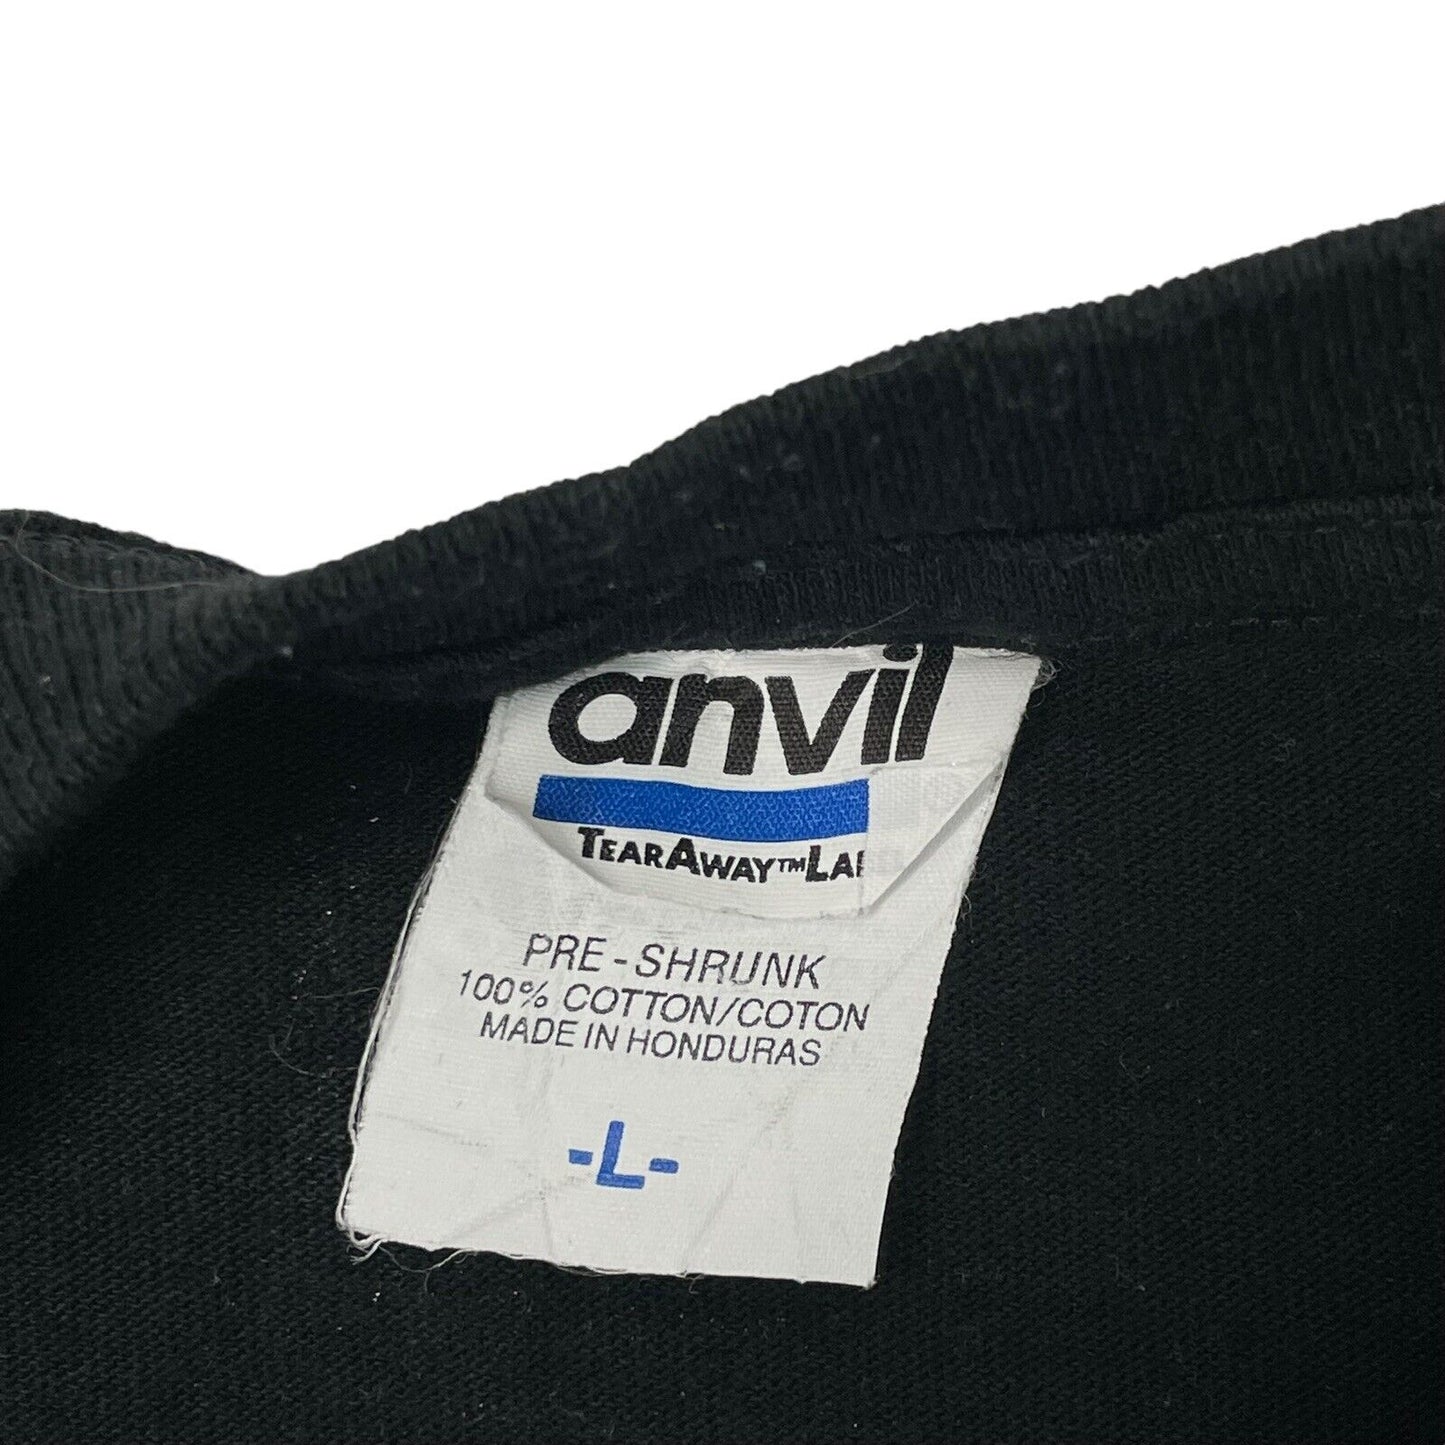 anvil
TEARAWAY™LA
PRE-SHRUNK
100% COTTON/COTON
MADE IN HONDURAS
-L-